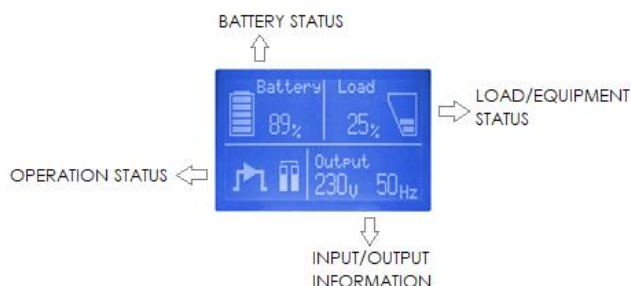 BATTERY STATUS
Battery Load
89% 25%
LOAD/EQUIPMENT
STATUS
OPERATION STATUS
Output
230v 50Hz
INPUT/OUTPUT
INFORMATION